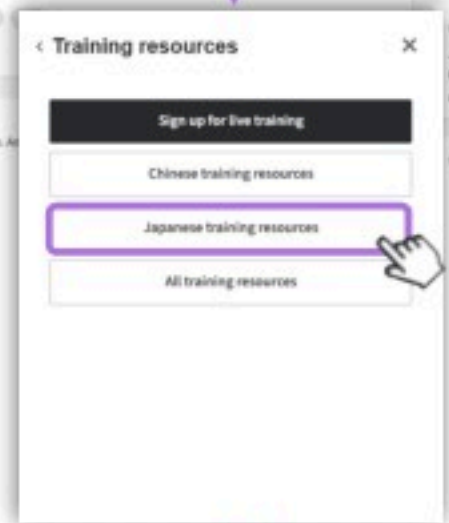 Training resources
Sign up for live training
Chinese training resources
Japanese training resources
All training resources